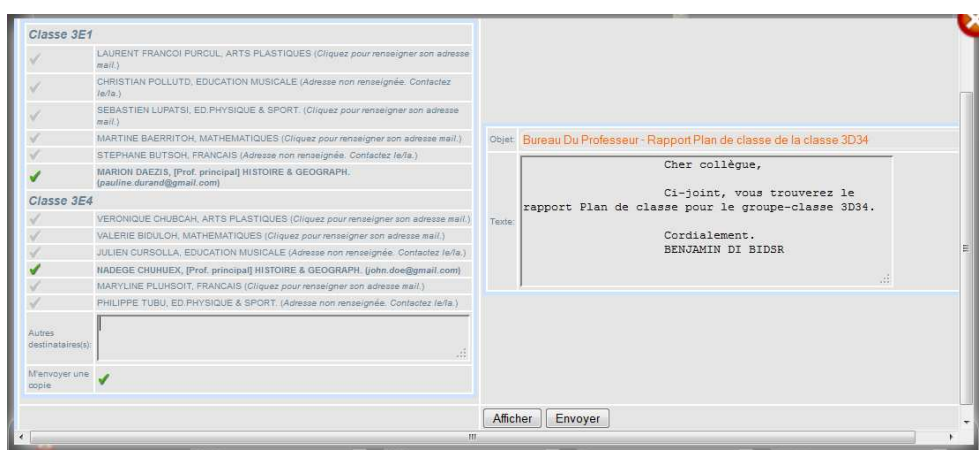 Classe 3E1
LAURENT FRANCOI PURCUL, ARTS PLASTIQUES (Cliquez pour renseigner son adresse
mail.)
CHRISTIAN POLLUTD, EDUCATION MUSICALE (Adresse non renseignée. Contactez
le/la.)
SEBASTIEN LUPATSI, ED.PHYSIQUE & SPORT. (Cliquez pour renseigner son adresse
mail.)
MARTINE BAERRITOH, MATHEMATIQUES (Cliquez pour renseigner son adresse mail.)
STEPHANE BUTSOH, FRANCAIS (Adresse non renseignée. Contactez le/la.)
MARION DAEZIS, [Prof. principal] HISTOIRE & GEOGRAPH.
(pauline.durand@gmail.com)
Classe 3E4
VERONIQUE CHUBCAH, ARTS PLASTIQUES (Cliquez pour renseigner son adresse mail.)
VALERIE BIDULOH, MATHEMATIQUES (Cliquez pour renseigner son adresse mail.)
JULIEN CURSOLLA, EDUCATION MUSICALE (Adresse non renseignée. Contactez le/la.)
NADEGE CHUHUEX, [Prof. principal] HISTOIRE & GEOGRAPH. (john.doe@gmail.com)
MARYLINE PLUHSOIT, FRANCAIS (Cliquez pour renseigner son adresse mail.)
PHILIPPE TUBU, ED.PHYSIQUE & SPORT. (Adresse non renseignée. Contactez le/la.)
Autres
destinataires(s):
M'envoyer une
copie
Objet: Bureau Du Professeur - Rapport Plan de classe de la classe 3D34
Texte:
Cher collègue,
Ci-joint, vous trouverez le
rapport Plan de classe pour le groupe-classe 3D34.
Cordialement.
BENJAMIN DI BIDSR
Afficher Envoyer